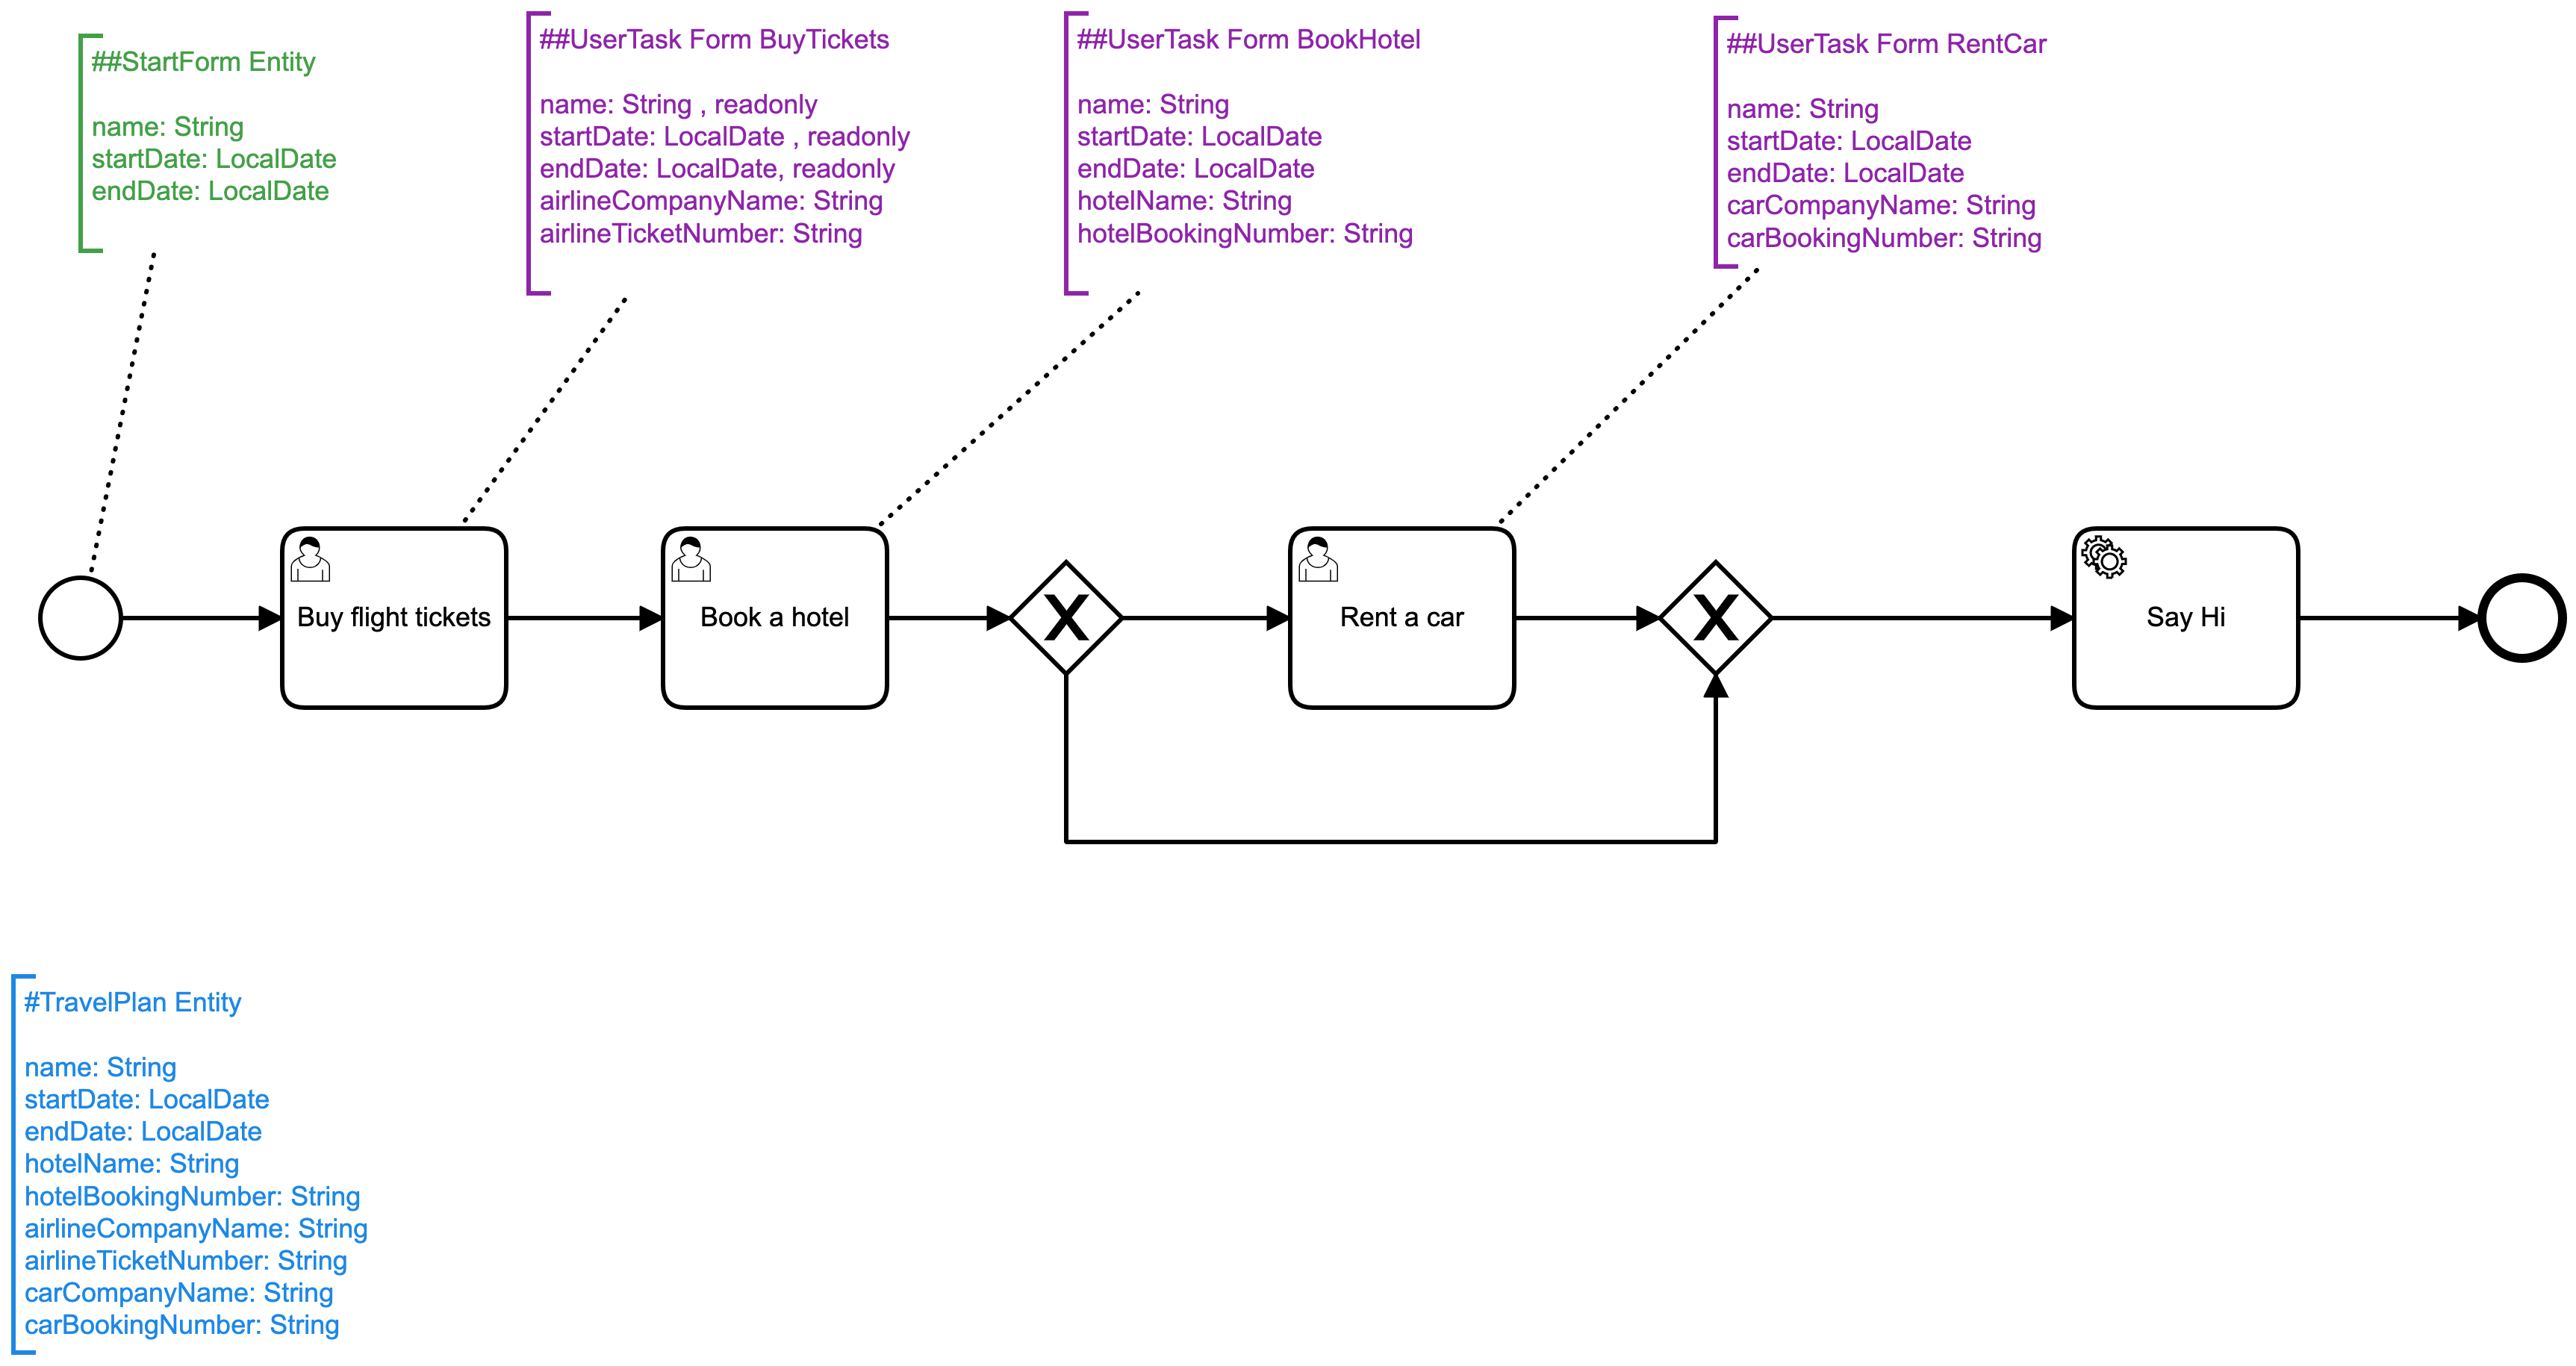 ##StartForm Entity
name: String
startDate: LocalDate
endDate: LocalDate
##UserTask Form BuyTickets
name: String , readonly
startDate: LocalDate , readonly
endDate: LocalDate, readonly
airlineCompanyName: String
airlineTicketNumber: String
##UserTask Form BookHotel
name: String
startDate: LocalDate
endDate: LocalDate
hotelName: String
hotelBookingNumber: String
##UserTask Form RentCar
name: String
startDate: LocalDate
endDate: LocalDate
carCompanyName: String
carBookingNumber: String
Buy flight tickets
Book a hotel
X
Rent a car
X
Say Hi
#TravelPlan Entity
name: String
startDate: LocalDate
endDate: LocalDate
hotelName: String
hotelBookingNumber: String
airlineCompanyName: String
airlineTicketNumber: String
carCompanyName: String
carBookingNumber: String